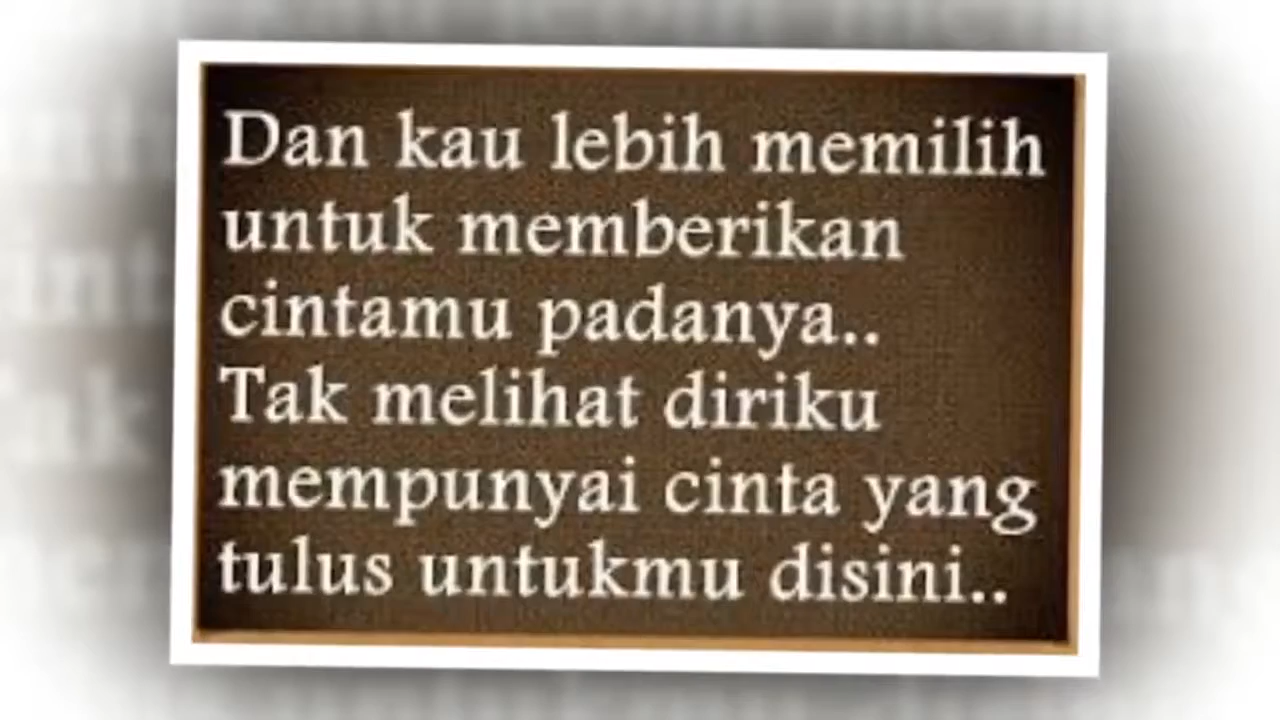 Dan kau lebih memilih
untuk memberikan
cintamu padanya..
Tak melihat diriku
mempunyai cinta yang
tulus untukmu disini..